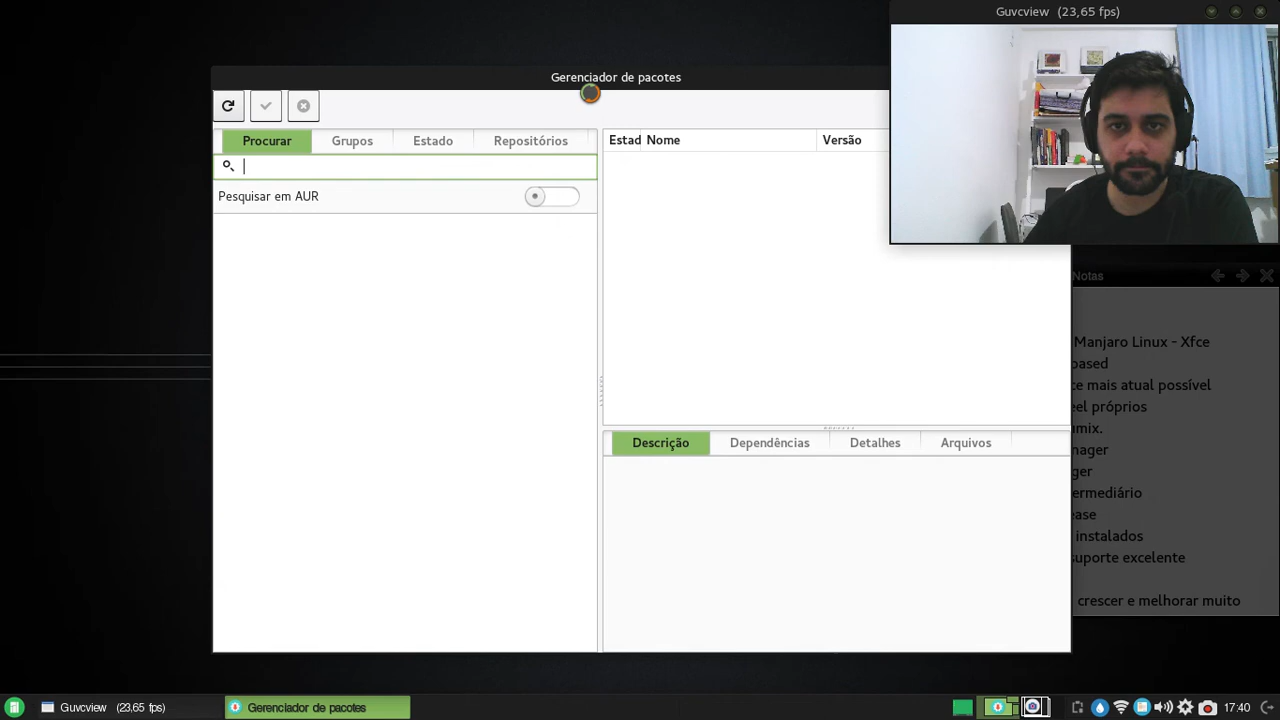 Guvcview (23,65 fps)
Gerenciador de pacotes
Procurar Grupos Estado Repositórios
Estad Nome Versão
Pesquisar em AUR
Notas
Manjaro Linux - Xfce
based
ce mais atual possível
eel próprios
umix.
Descrição Dependências Detalhes Arquivos
nager
ger
ermediário
ease
instalados
suporte excelente
crescer e melhorar muito
Guvcview (23,65 fps) Gerenciador de pacotes 17:40